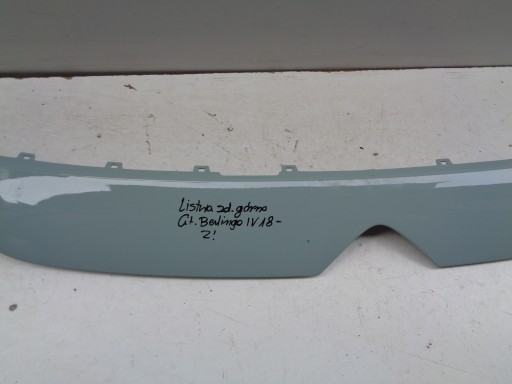 Listwa zd. górna
Ct. Berlingo IV 18-
Z!